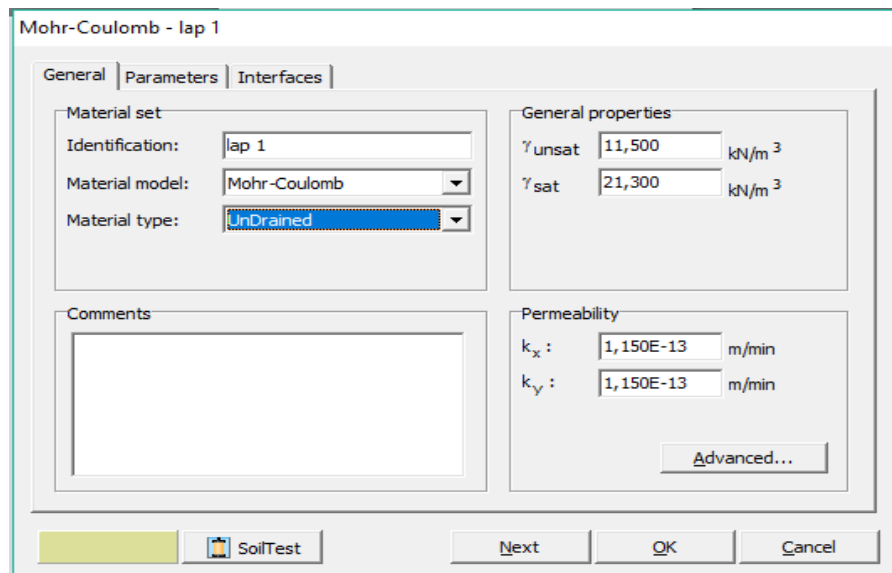 Mohr-Coulomb - lap 1
General Parameters Interfaces
Material set
Identification: lap 1
Material model: Mohr-Coulomb
Material type: UnDrained
General properties
γunsat 11,500 kN/m 3
γsat 21,300 kN/m 3
Comments
Permeability
kx : 1,150E-13 m/min
ky : 1,150E-13 m/min
Advanced...
SoilTest Next OK Cancel